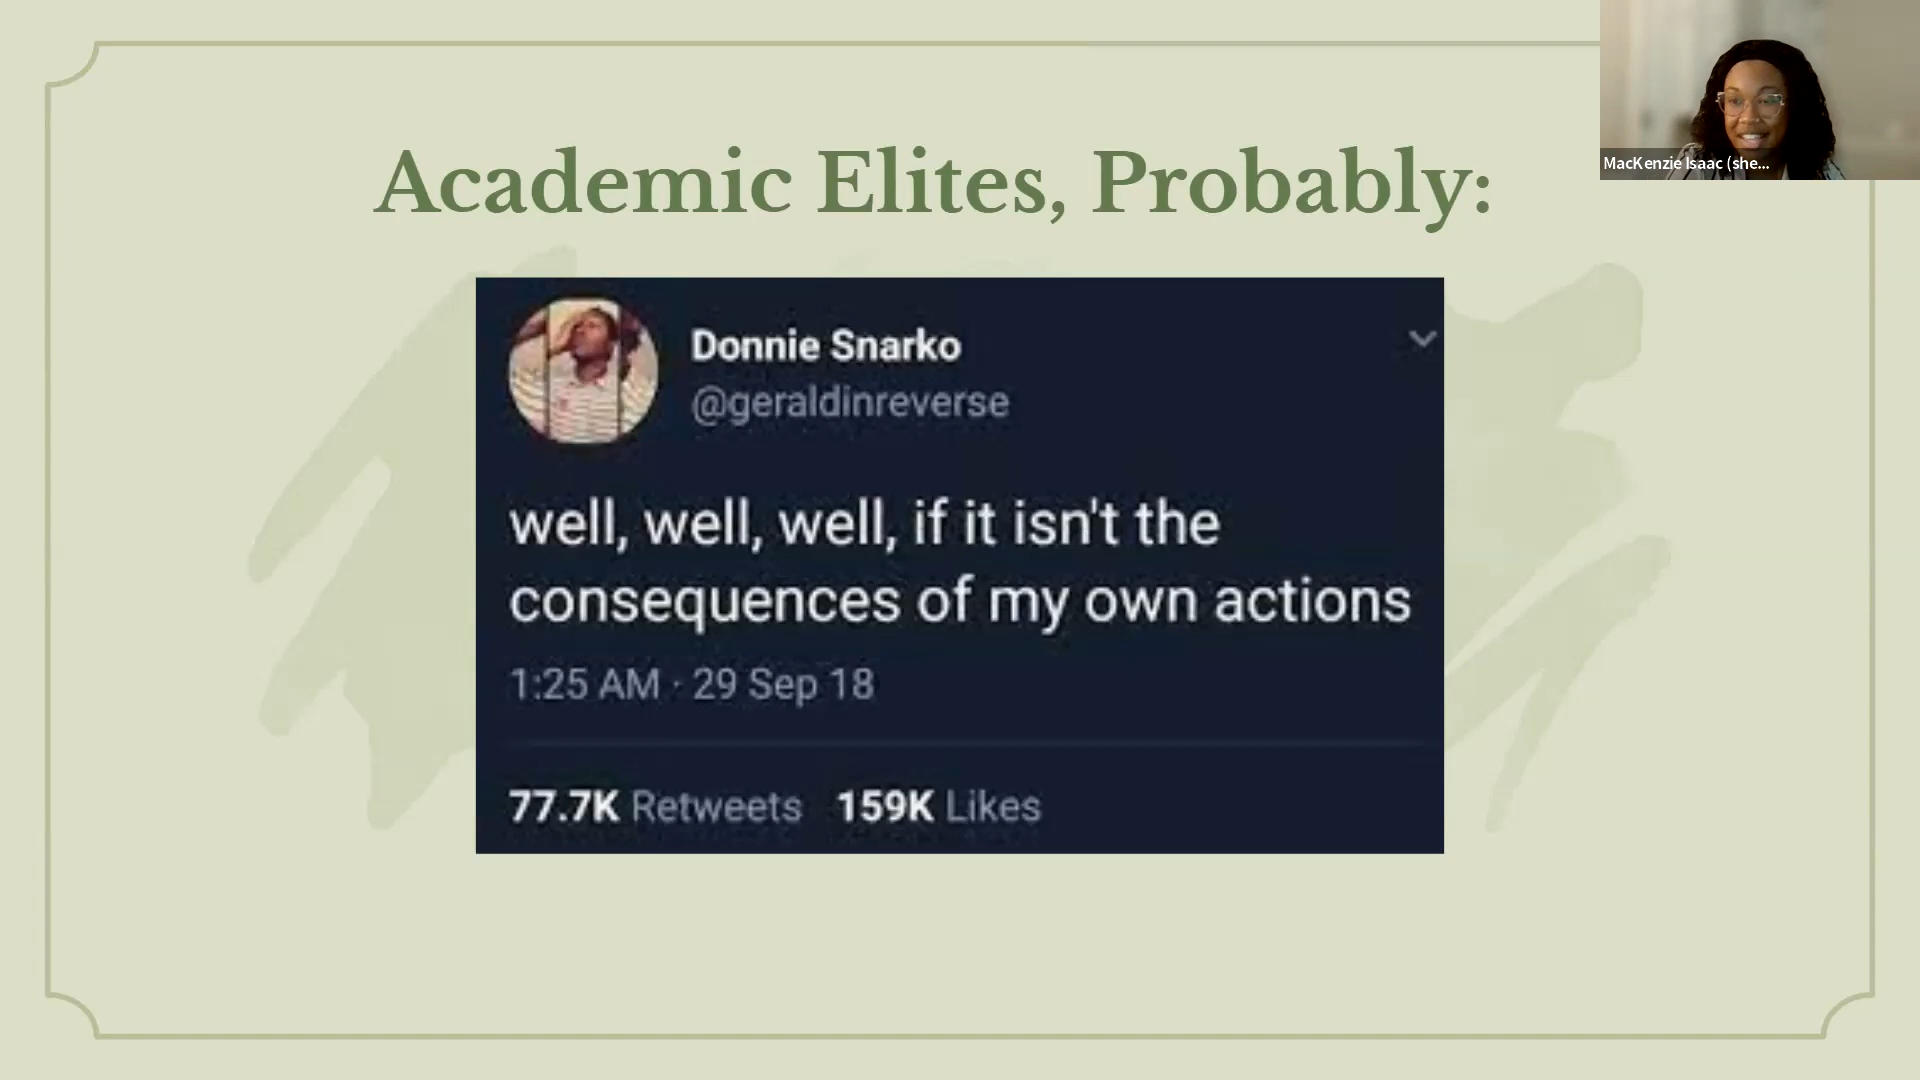 Academic Elites, Probably:
MacKenzie Isaac (she...
Donnie Snarko
@geraldinreverse
well, well, well, if it isn't the
consequences of my own actions
1:25 AM · 29 Sep 18
77.7K Retweets 159K Likes